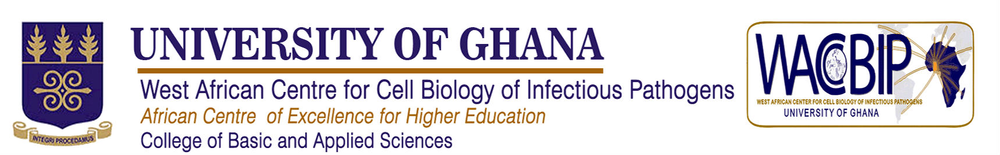 UNIVERSITY OF GHANA
West African Centre for Cell Biology of Infectious Pathogens
African Centre of Excellence for Higher Education
College of Basic and Applied Sciences
INTEGRI PROCEDAMUS
WACCBIP
WEST AFRICAN CENTER FOR CELL BIOLOGY OF INFECTIOUS PATHOGENS
UNIVERSITY OF GHANA